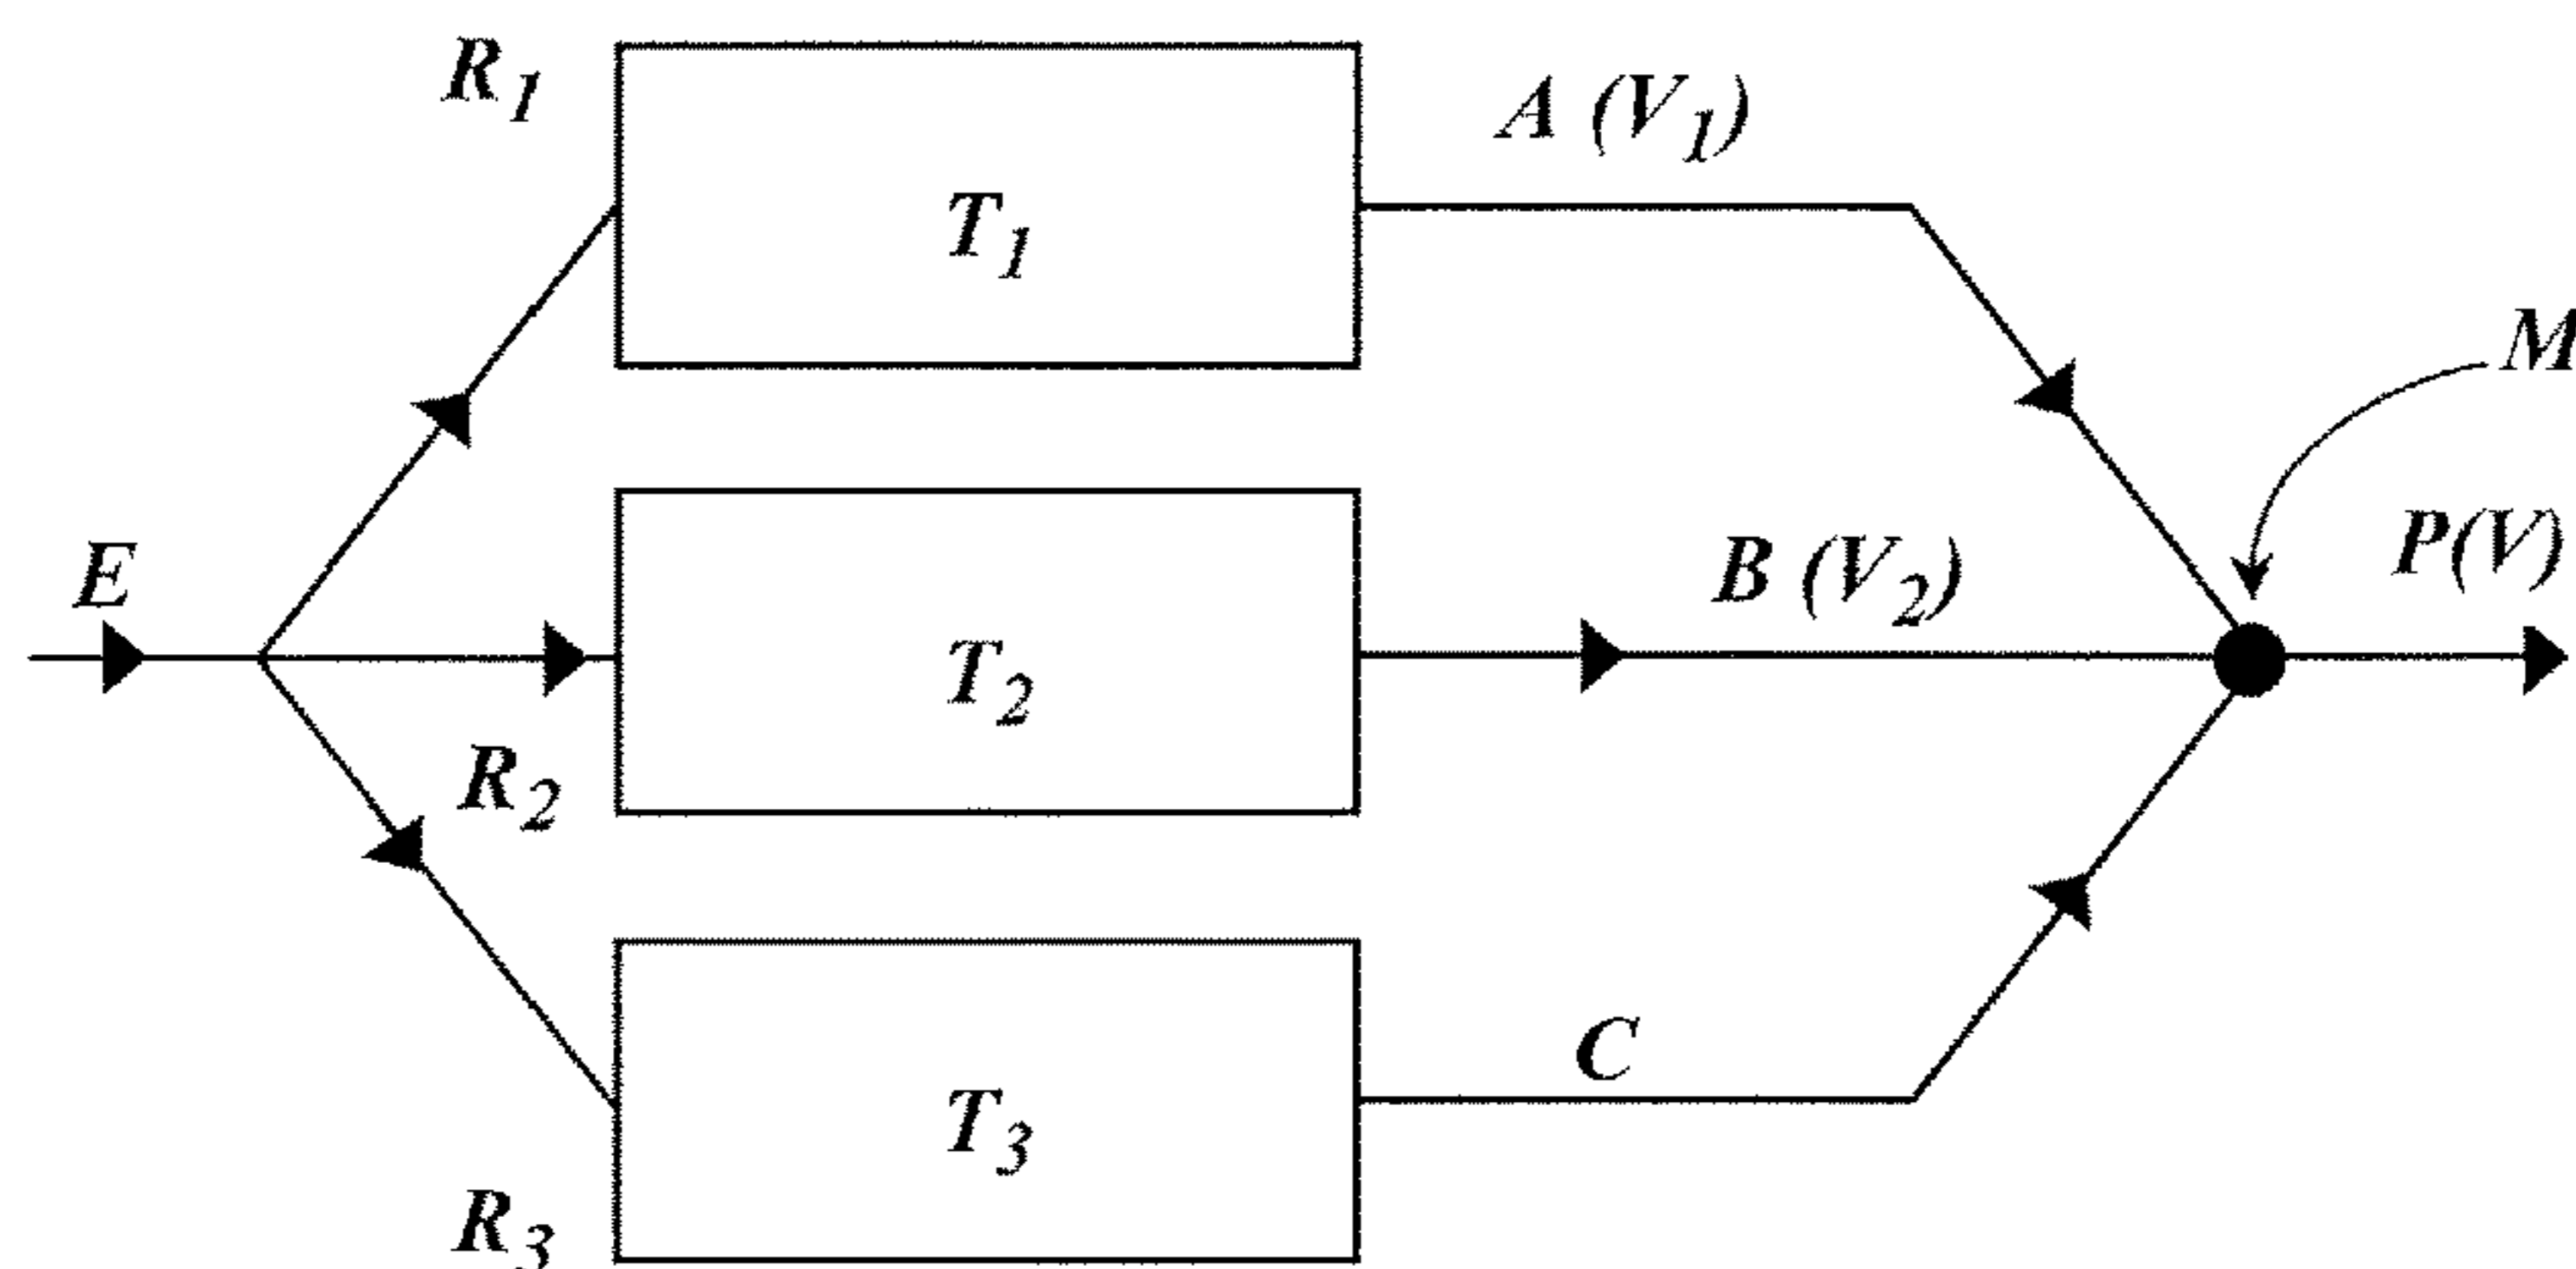 R₁
T₁
A (V₁)
M
E
T₂
B (V₂)
P(V)
R₂
T₃
C
R₃